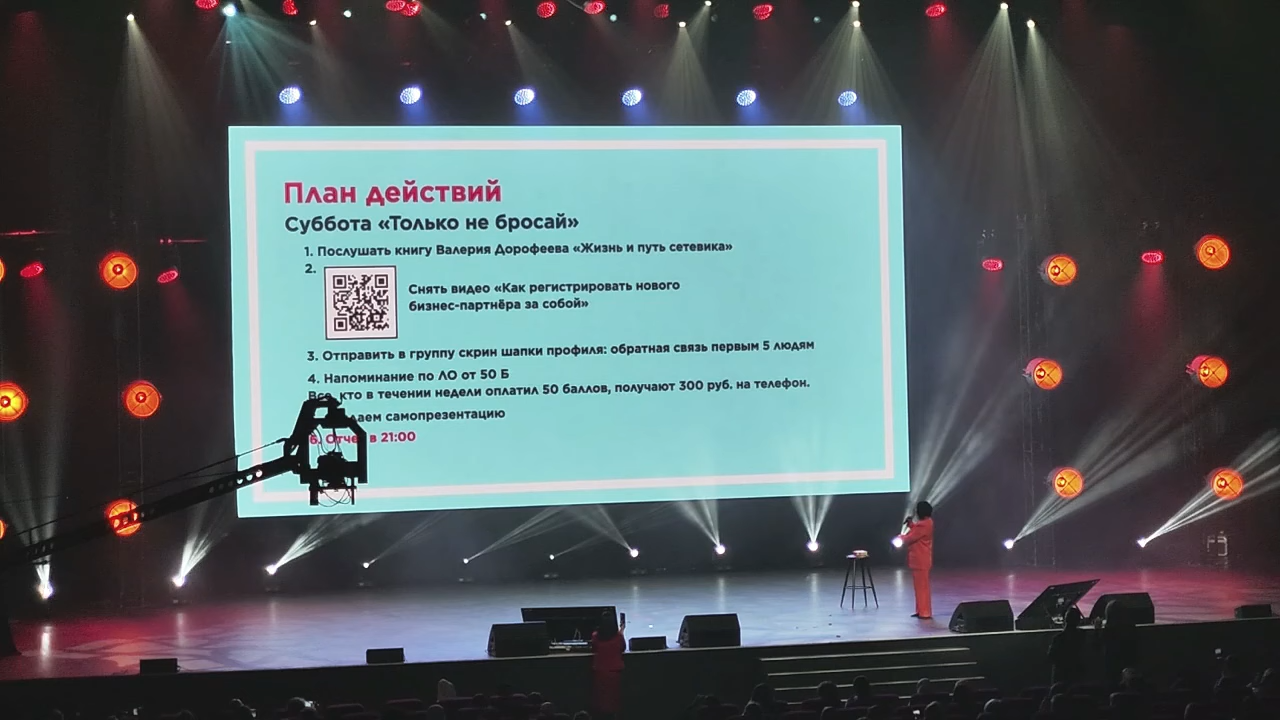 План действий
Суббота «Только не бросай»
1. Послушать книгу Валерия Дорофеева «Жизнь и путь сетевика»
2.
Снять видео «Как регистрировать нового
бизнес-партнёра за собой»
3. Отправить в группу скрин шапки профиля: обратная связь первым 5 людям
4. Напоминание по ЛО от 50 Б
Все, кто в течении недели оплатил 50 баллов, получают 300 руб. на телефон.
самопрезентацию
6. Отчет в 21:00